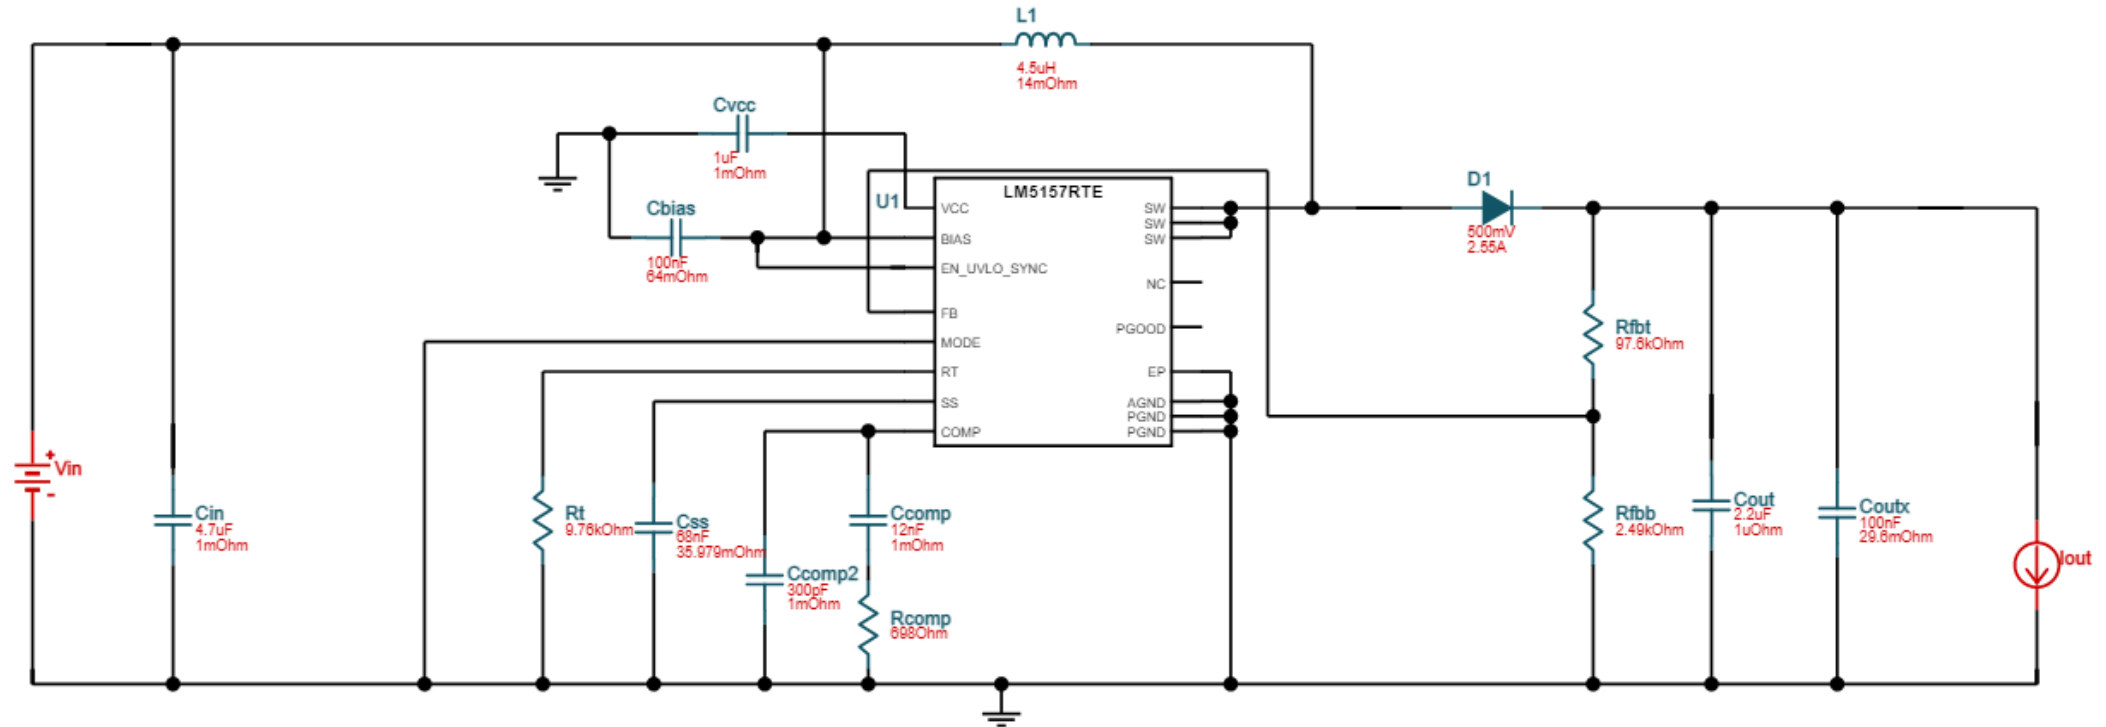 L1
4.5uH
14mOhm
Cvcc
1uF
1mOhm
Cbias
100nF
64mOhm
U1
LM5157RTE
VCC
BIAS
EN_UVLO_SYNC
FB
MODE
RT
SS
COMP
SW
SW
SW
NC
PGOOD
EP
AGND
PGND
PGND
D1
500mV
2.55A
Rfbt
97.6kOhm
+
Vin
-
Cin
4.7uF
1mOhm
Rt
9.76kOhm
Css
68nF
35.979mOhm
Ccomp2
300pF
1mOhm
Ccomp
12nF
1mOhm
Rcomp
698Ohm
Rfbb
2.49kOhm
Cout
2.2uF
1uOhm
Coutx
100nF
29.6mOhm
Iout